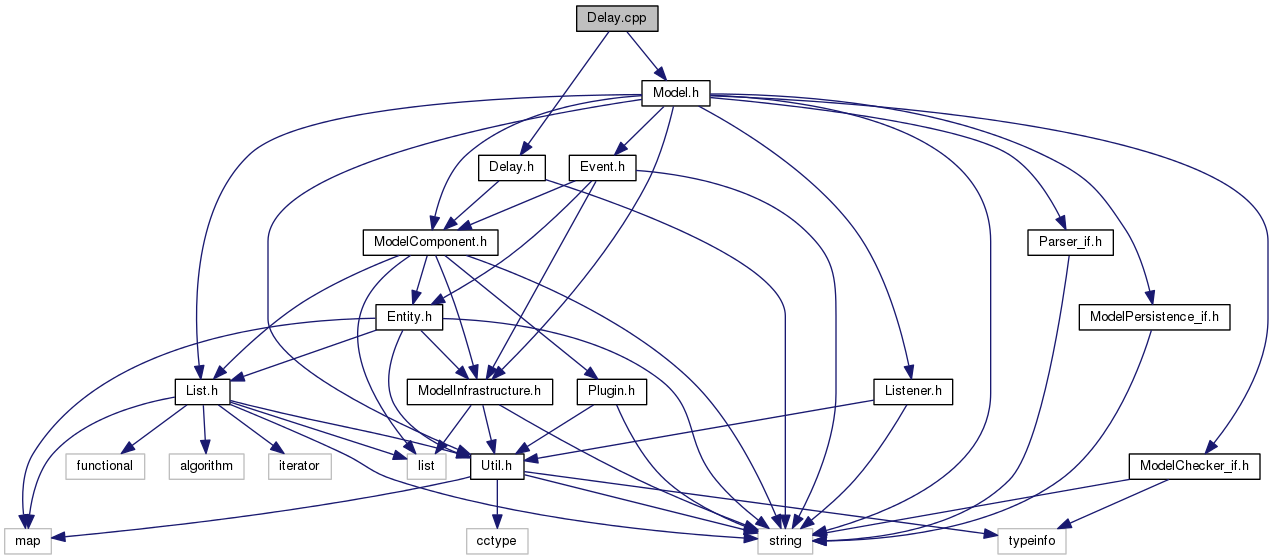 Delay.cpp
Model.h
Delay.h
Event.h
ModelComponent.h
Parser_if.h
Entity.h
ModelPersistence_if.h
List.h
ModelInfrastructure.h
Plugin.h
Listener.h
functional
algorithm
iterator
list
Util.h
ModelChecker_if.h
map
cctype
string
typeinfo